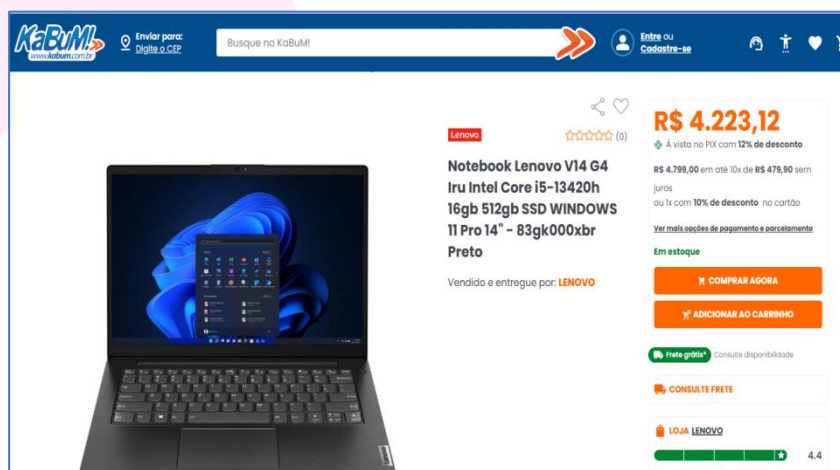 KaBuM!
www.kabum.com.br
Enviar para:
Digite o CEP
Busque no KaBuM!
Entre ou
Cadastre-se
Lenovo
(0)
Notebook Lenovo V14 G4
Iru Intel Core i5-13420h
16gb 512gb SSD WINDOWS
11 Pro 14" - 83gk000xbr
Preto
Vendido e entregue por: LENOVO
R$ 4.223,12
À vista no PIX com 12% de desconto
R$ 4.799,00 em até 10x de R$ 479,90 sem
juros
ou 1x com 10% de desconto no cartão
Ver mais opções de pagamento e parcelamento
Em estoque
COMPRAR AGORA
ADICIONAR AO CARRINHO
Frete grátis* Consulte disponibilidade
CONSULTE FRETE
LOJA LENOVO
4.4
Lenovo